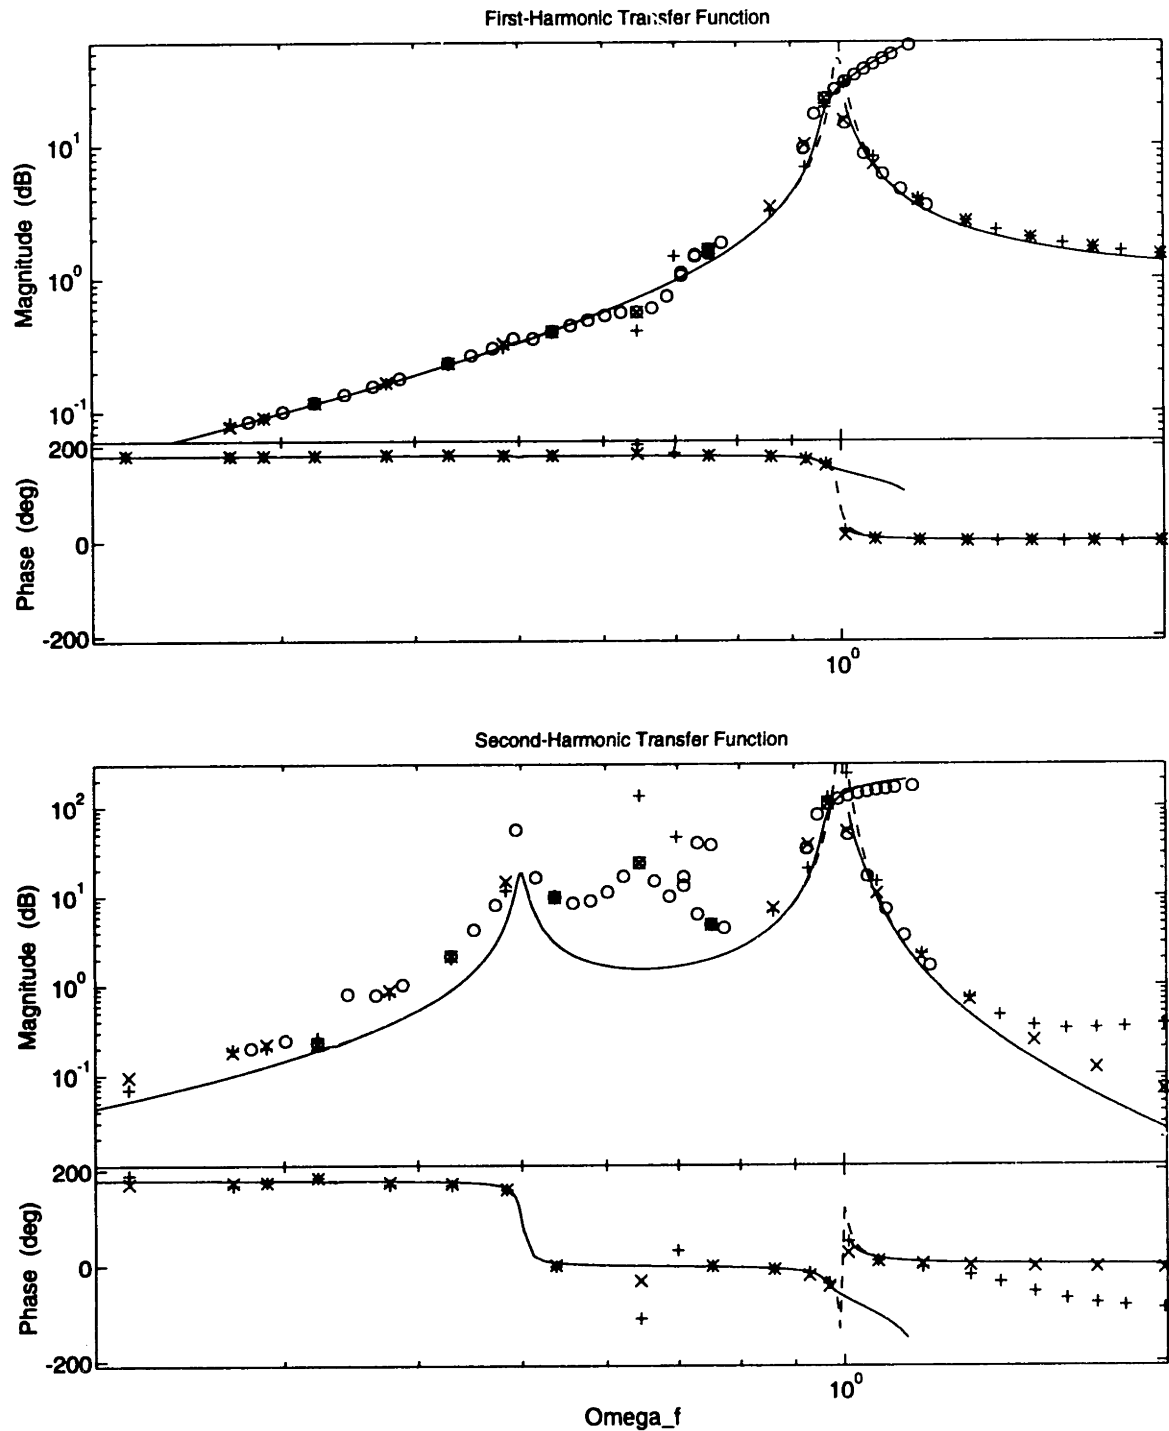 First-Harmonic Transfer Function
Magnitude (dB)
10^1
10^0
10^-1
Phase (deg)
200
0
-200
10^0
Second-Harmonic Transfer Function
Magnitude (dB)
10^2
10^1
10^0
10^-1
Phase (deg)
200
0
-200
10^0
Omega_f